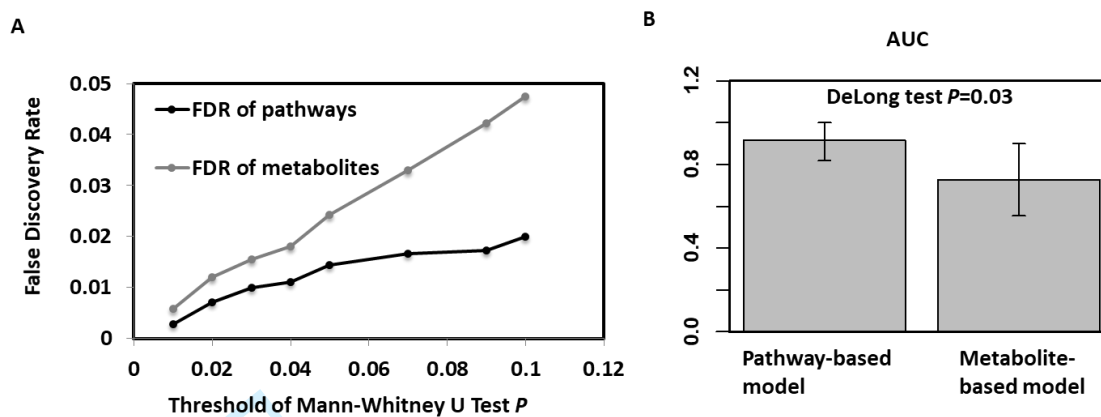 A
False Discovery Rate
0.05
0.04
0.03
0.02
0.01
0
FDR of pathways
FDR of metabolites
0
0.02
0.04
0.06
0.08
0.1
0.12
Threshold of Mann-Whitney U Test P
B
AUC
1.2
0.8
0.4
0.0
DeLong test P=0.03
Pathway-based
model
Metabolite-
based model